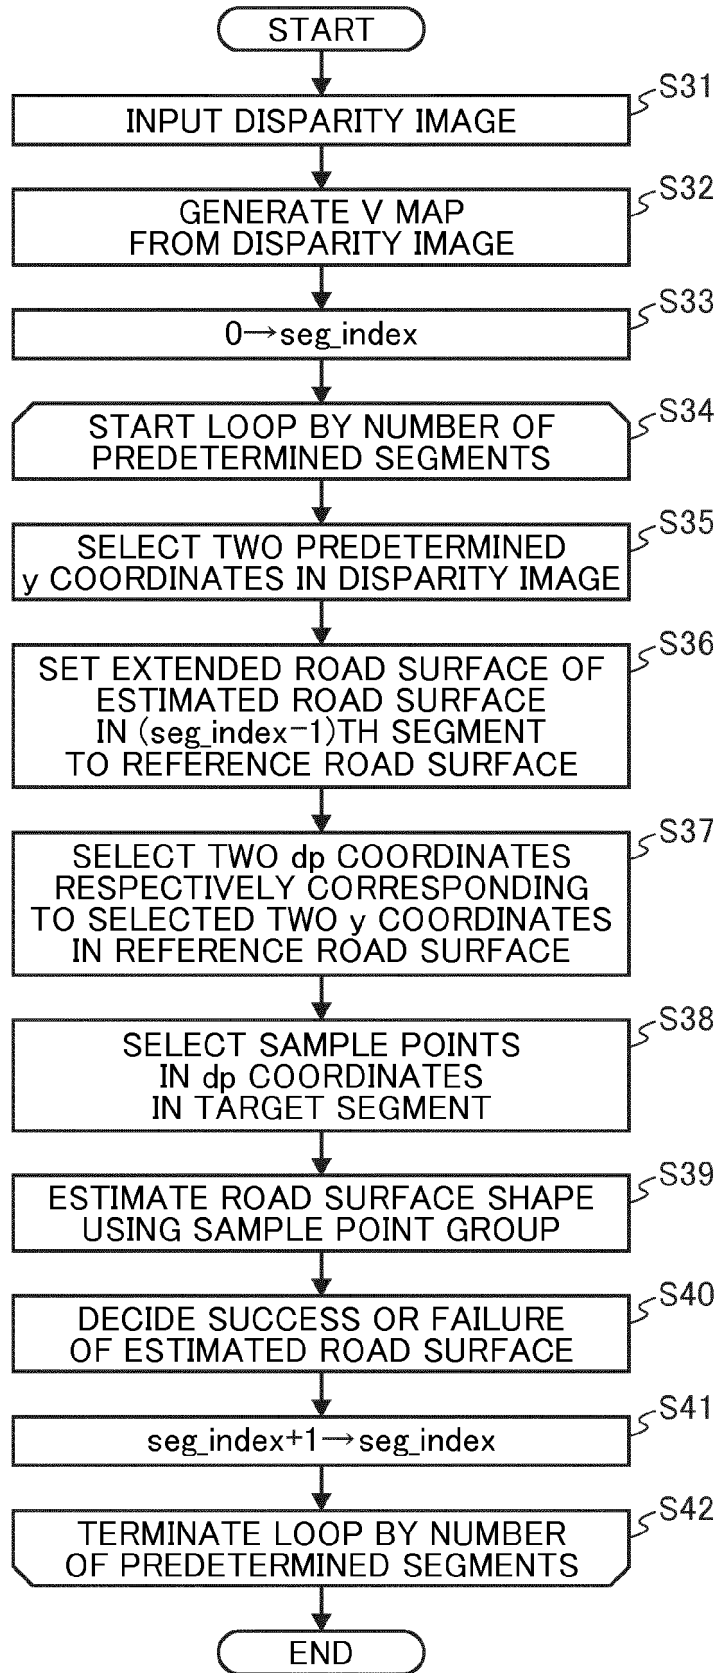 START
S31
INPUT DISPARITY IMAGE
S32
GENERATE V MAP
FROM DISPARITY IMAGE
S33
0→seg_index
S34
START LOOP BY NUMBER OF
PREDETERMINED SEGMENTS
S35
SELECT TWO PREDETERMINED
y COORDINATES IN DISPARITY IMAGE
S36
SET EXTENDED ROAD SURFACE OF
ESTIMATED ROAD SURFACE
IN (seg_index-1)TH SEGMENT
TO REFERENCE ROAD SURFACE
S37
SELECT TWO dp COORDINATES
RESPECTIVELY CORRESPONDING
TO SELECTED TWO y COORDINATES
IN REFERENCE ROAD SURFACE
S38
SELECT SAMPLE POINTS
IN dp COORDINATES
IN TARGET SEGMENT
S39
ESTIMATE ROAD SURFACE SHAPE
USING SAMPLE POINT GROUP
S40
DECIDE SUCCESS OR FAILURE
OF ESTIMATED ROAD SURFACE
S41
seg_index+1→seg_index
S42
TERMINATE LOOP BY NUMBER
OF PREDETERMINED SEGMENTS
END